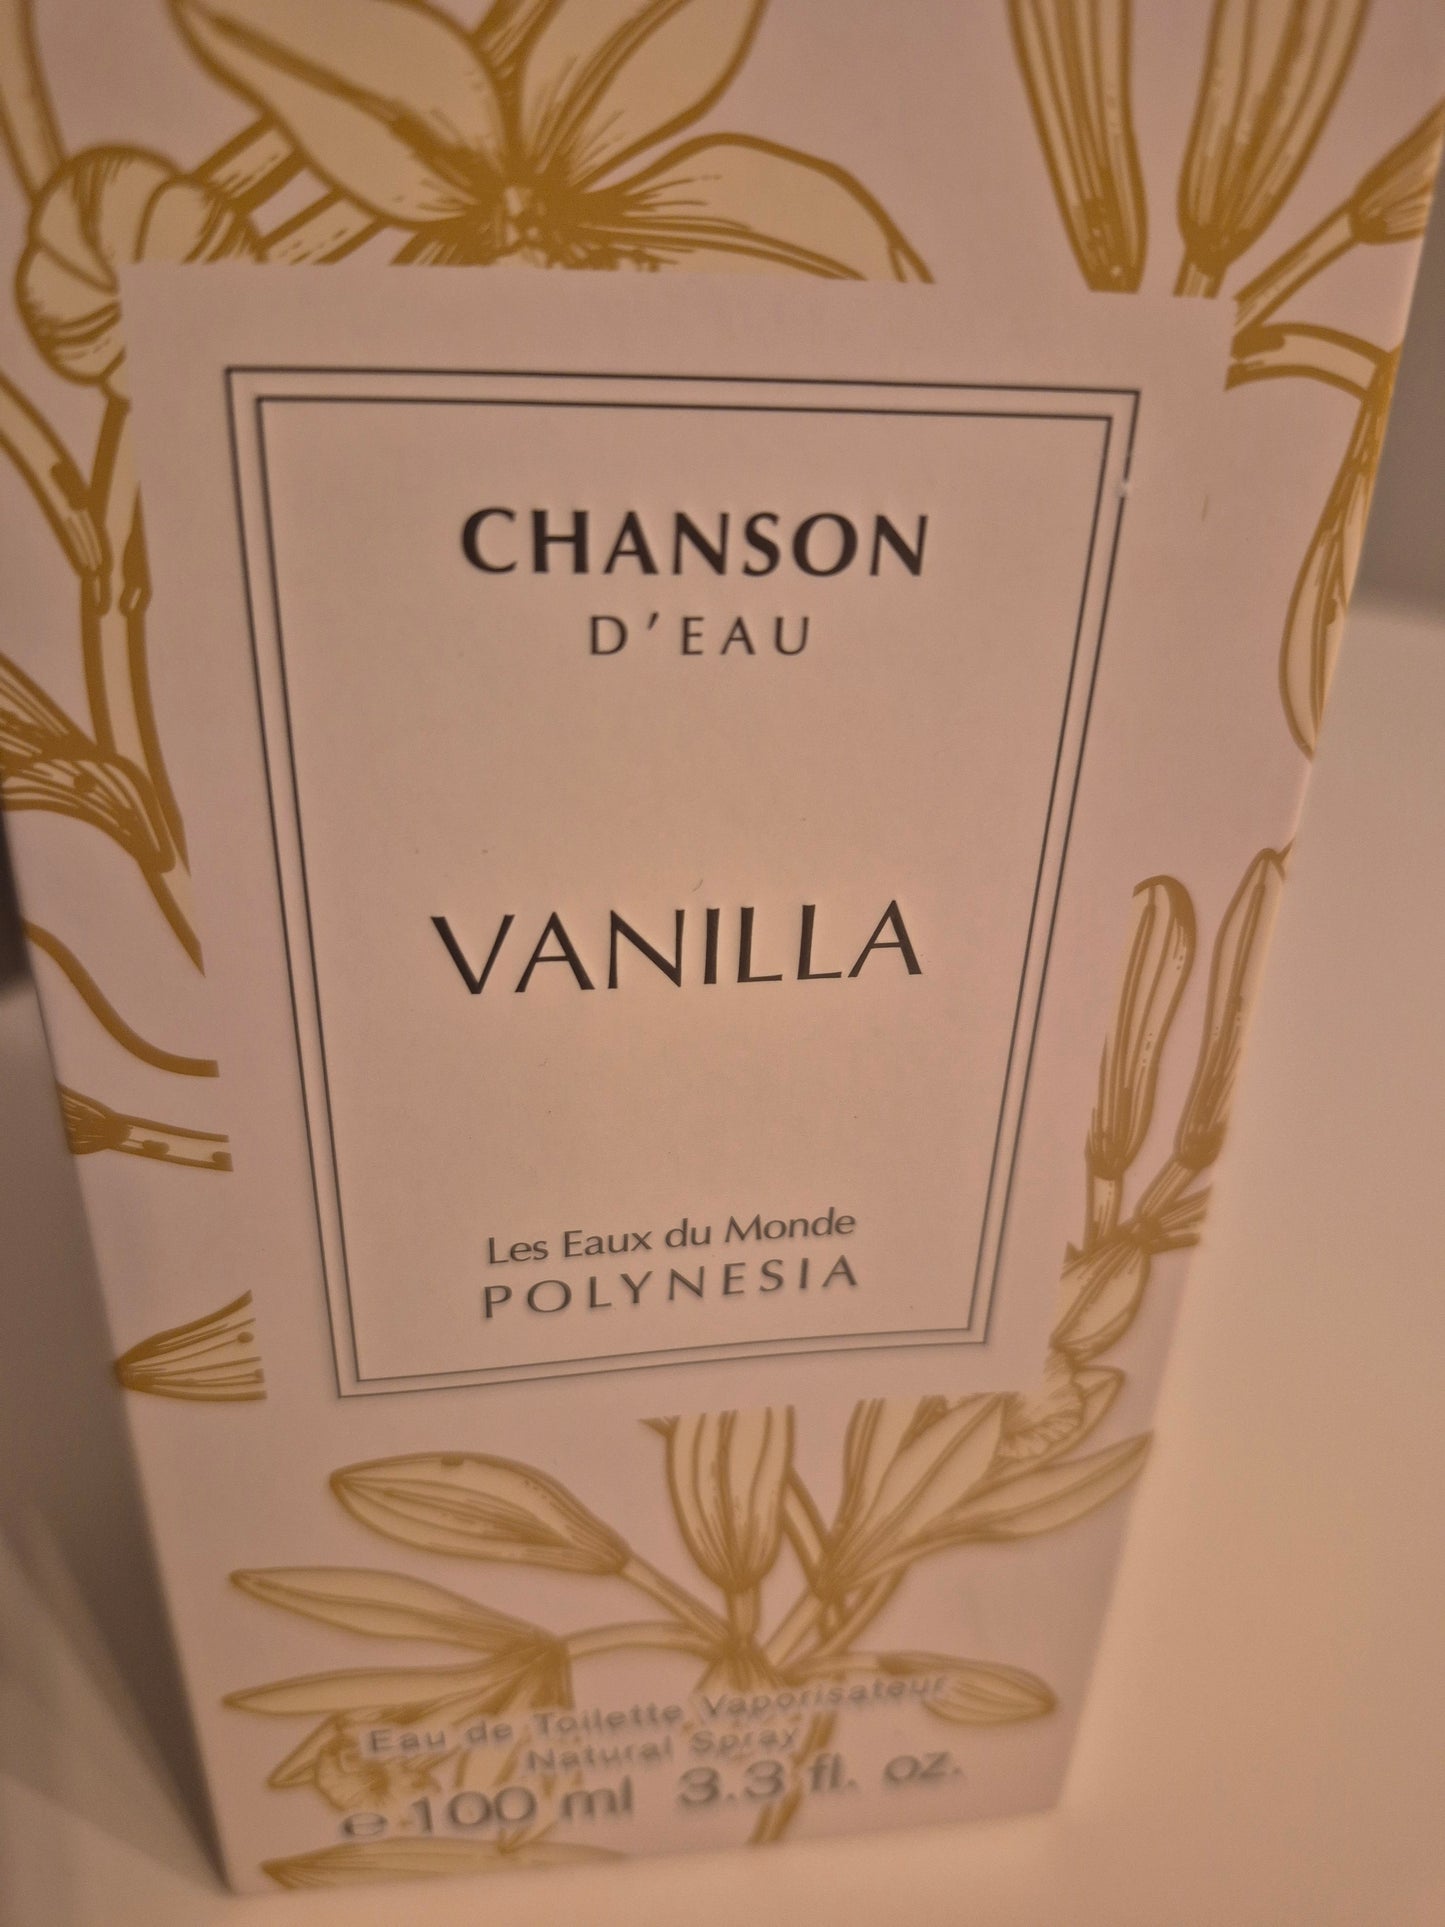 CHANSON
D'EAU
VANILLA
Les Eaux du Monde
POLYNESIA
Eau de Toilette Vaporisateur
Natural Spray
e 100 ml 3.3 fl. oz.